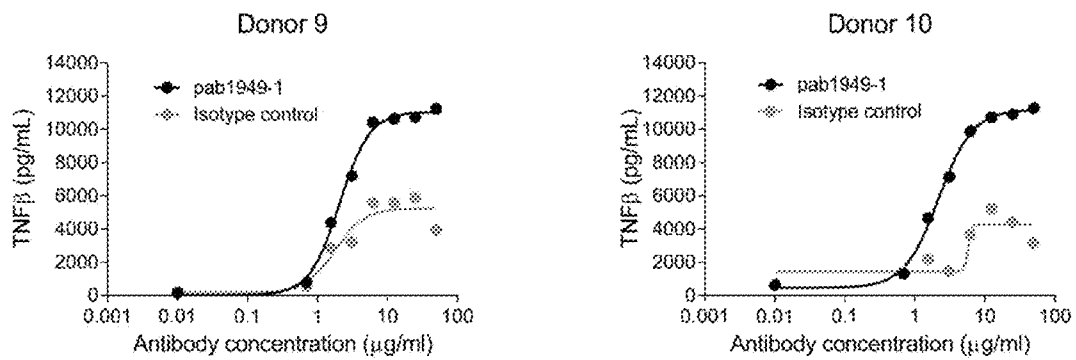 Donor 9
14000
12000
10000
8000
6000
4000
2000
0
TNFβ (pg/mL)
pab1949-1
Isotype control
0.001 0.01 0.1 1 10 100
Antibody concentration (µg/ml)
Donor 10
14000
12000
10000
8000
6000
4000
2000
0
TNFβ (pg/mL)
pab1949-1
Isotype control
0.001 0.01 0.1 1 10 100
Antibody concentration (µg/ml)